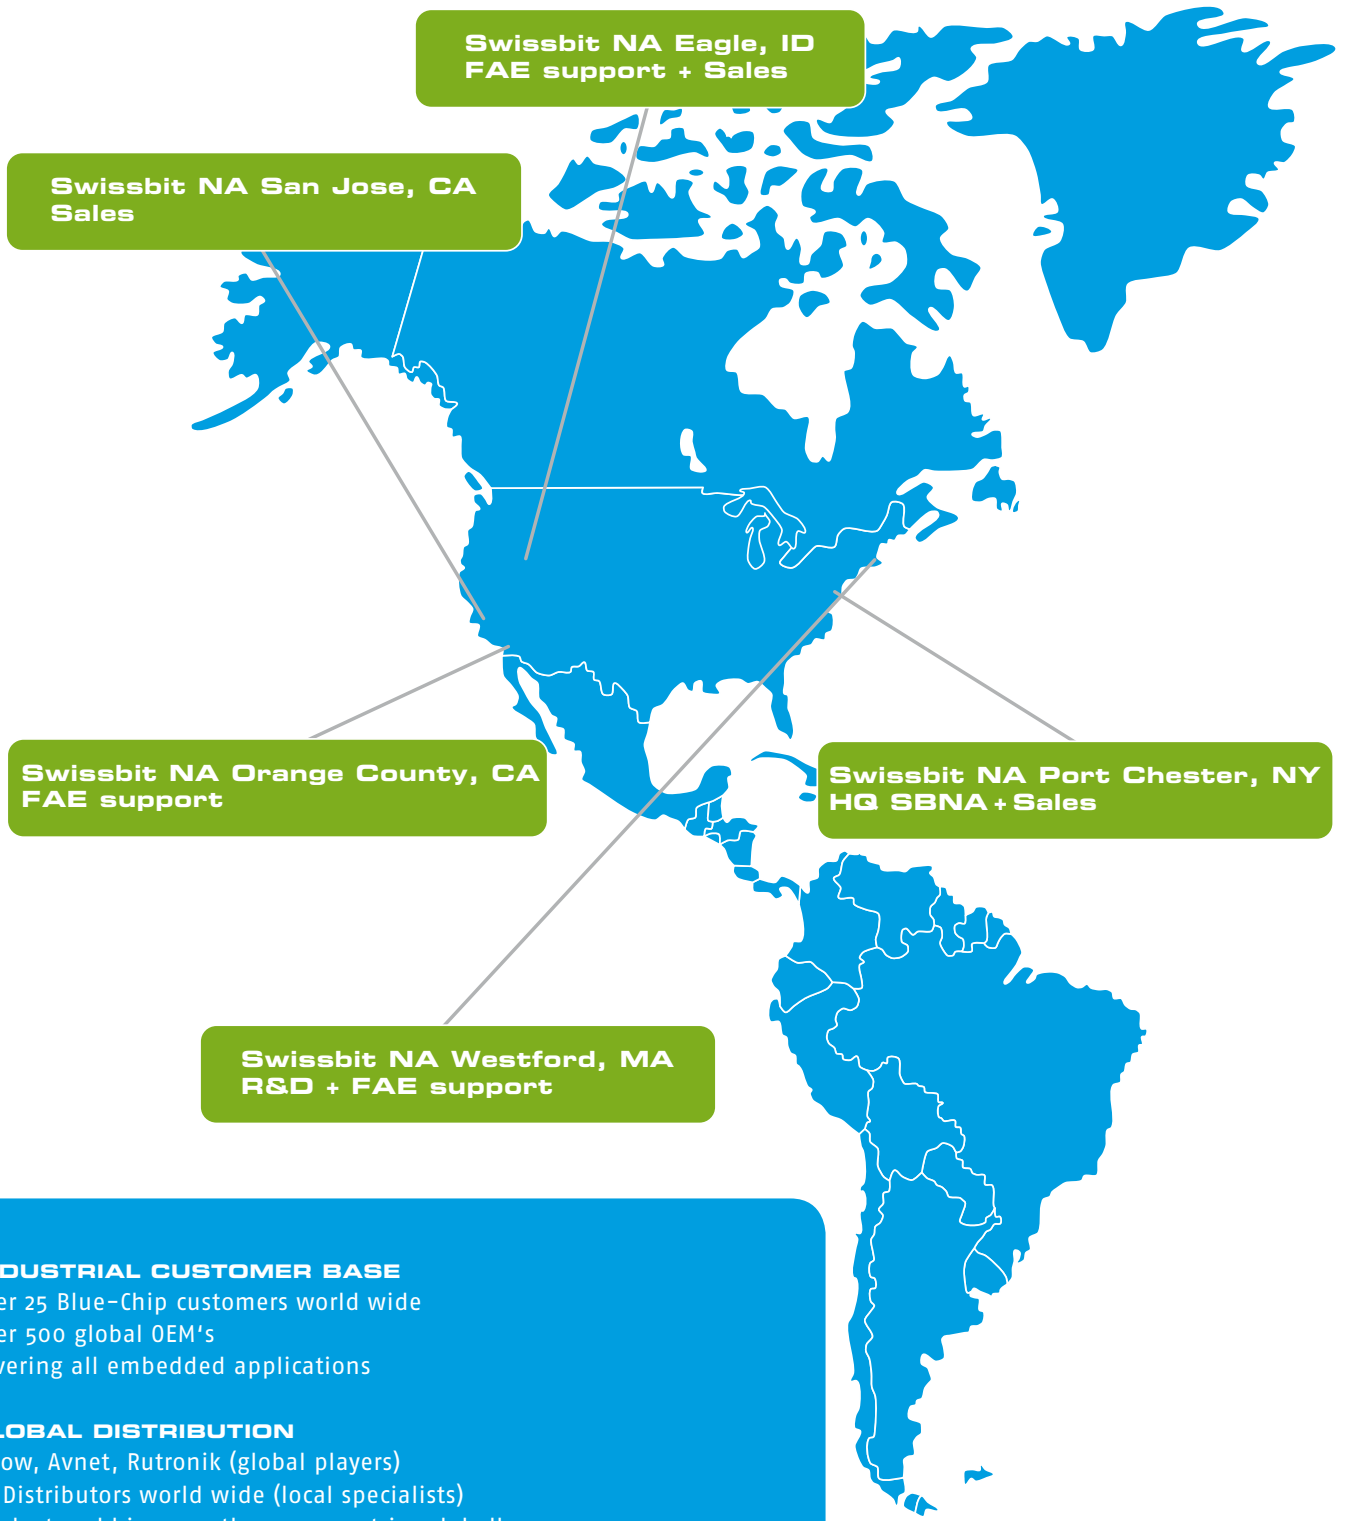 Swissbit NA Eagle, ID
FAE support + Sales
Swissbit NA San Jose, CA
Sales
Swissbit NA Orange County, CA
FAE support
Swissbit NA Port Chester, NY
HQ SBNA + Sales
Swissbit NA Westford, MA
R&D + FAE support
DUSTRIAL CUSTOMER BASE
er 25 Blue-Chip customers world wide
er 500 global OEM's
vering all embedded applications
LOBAL DISTRIBUTION
ow, Avnet, Rutronik (global players)
Distributors world wide (local specialists)